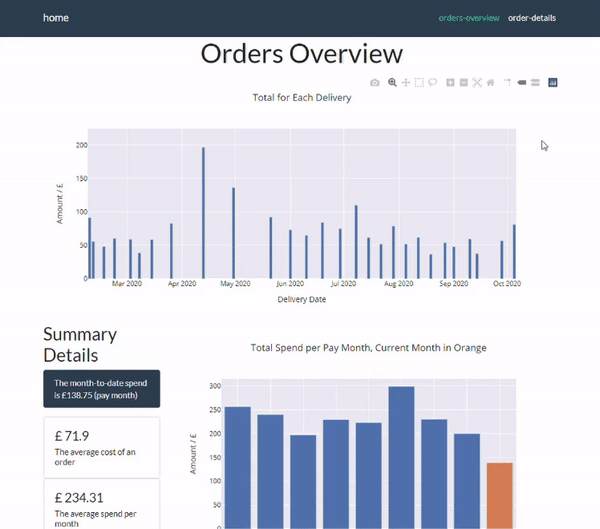 home
orders-overview order-details
Orders Overview
Total for Each Delivery
200
150
100
50
0
Amount / £
Mar 2020 Apr 2020 May 2020 Jun 2020 Jul 2020 Aug 2020 Sep 2020 Oct 2020
Delivery Date
Summary
Details
The month-to-date spend
is £138.75 (pay month)
£ 71.9
The average cost of an
order
£ 234.31
The average spend per
month
Total Spend per Pay Month, Current Month in Orange
300
250
200
150
100
50
0
Amount / £